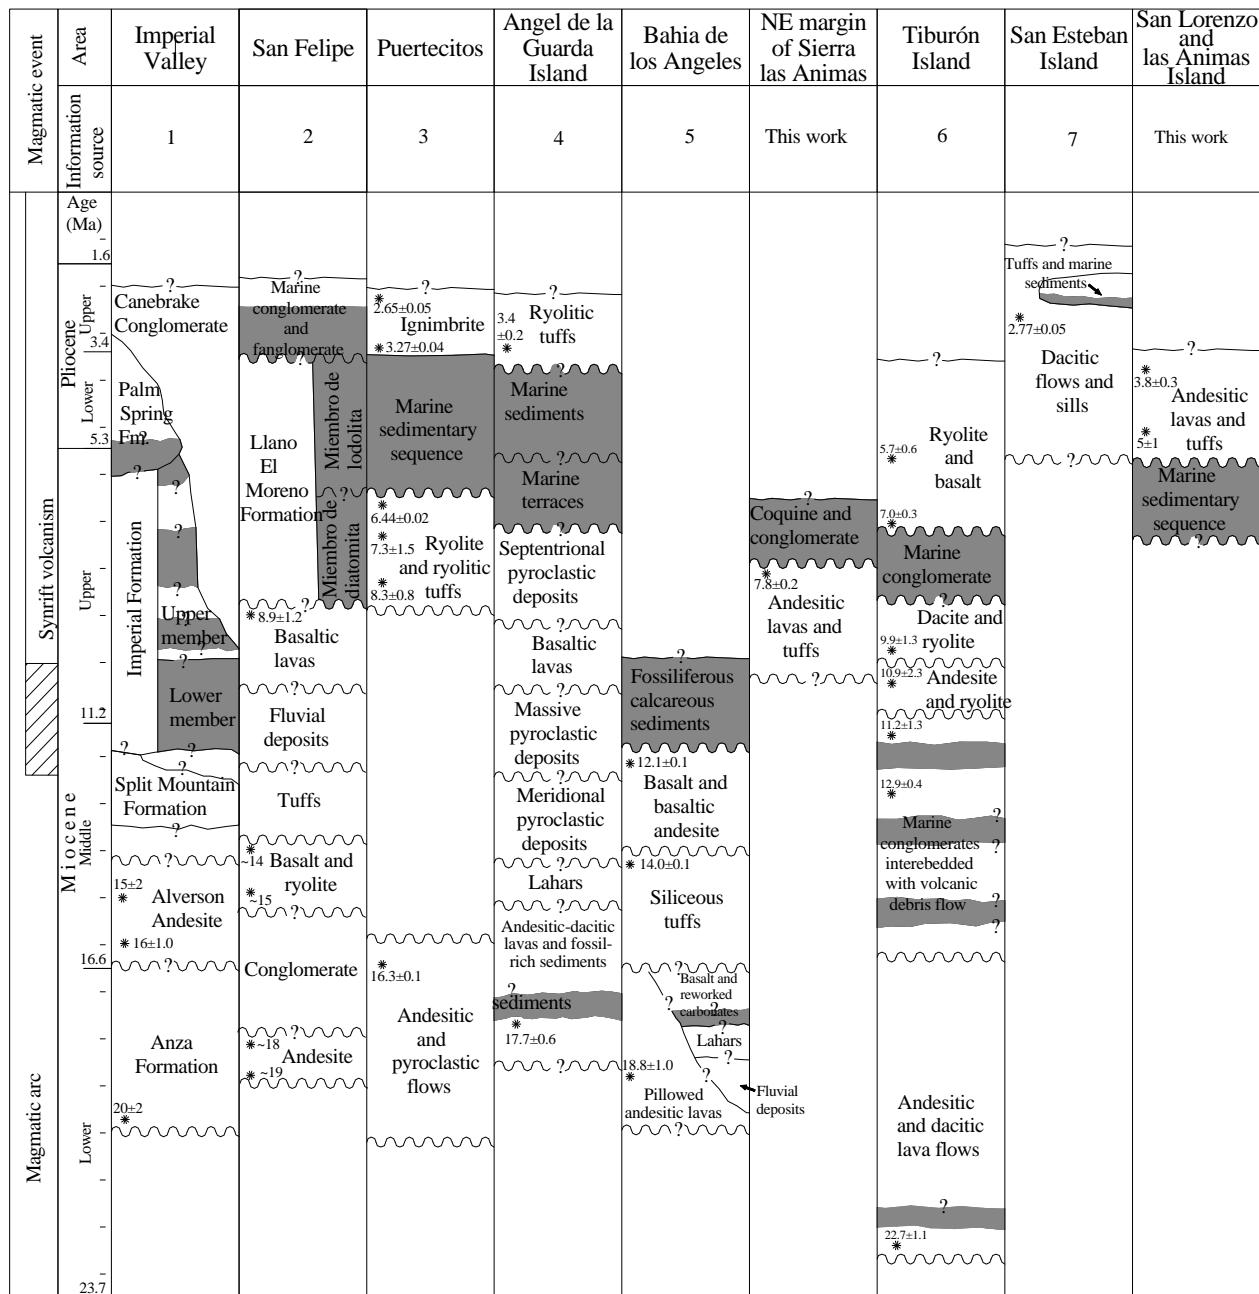 Magmatic event
Area
Imperial
Valley
San Felipe
Puertecitos
Angel de la
Guarda
Island
Bahia de
los Angeles
NE margin
of Sierra
las Animas
Tiburón
Island
San Esteban
Island
San Lorenzo
and
las Animas
Island
Information
source
1
2
3
4
5
This work
6
7
This work
Synrift volcanism
Magmatic arc
Age
(Ma)
1.6
Pliocene
Upper
3.4
Lower
5.3
Miocene
Upper
11.2
Middle
16.6
Lower
23.7
?
Canebrake
Conglomerate
Palm
Spring
Fm.
?
?
?
?
?
Imperial Formation
Upper
member
?
?
Lower
member
?
?
?
Split Mountain
Formation
?
?
15±2
Alverson
Andesite
16±1.0
?
Anza
Formation
20±2
?
?
Marine
conglomerate
and
fanglomerate
?
Llano
El
Moreno
Formation
Miembro de
lodolita
?
Miembro de
diatomita
?
8.9±1.2
Basaltic
lavas
?
Fluvial
deposits
?
Tuffs
?
~14
Basalt and
ryolite
~15
?
Conglomerate
?
~18
Andesite
~19
?
?
2.65±0.05
Ignimbrite
3.27±0.04
Marine
sedimentary
sequence
?
6.44±0.02
7.3±1.5
Ryolite
and ryolitic
tuffs
8.3±0.8
?
?
16.3±0.1
Andesitic
and
pyroclastic
flows
?
?
3.4
±0.2
Ryolitic
tuffs
?
Marine
sediments
?
Marine
terraces
?
Septentrional
pyroclastic
deposits
?
Basaltic
lavas
?
Massive
pyroclastic
deposits
?
Meridional
pyroclastic
deposits
?
Lahars
?
Andesitic-dacitic
lavas and fossil-
rich sediments
?
sediments
17.7±0.6
?
?
Fossiliferous
calcareous
sediments
?
12.1±0.1
Basalt and
basaltic
andesite
?
14.0±0.1
Siliceous
tuffs
?
Basalt and
reworked
carbonates
?
?
?
Lahars
?
?
18.8±1.0
?
Fluvial
deposits
Pillowed
andesitic lavas
?
?
Coquine and
conglomerate
?
7.8±0.2
Andesitic
lavas and
tuffs
?
?
5.7±0.6
Ryolite
and
basalt
7.0±0.3
?
Marine
conglomerate
?
Dacite and
ryolite
9.9±1.3
?
10.9±2.3
Andesite
and ryolite
?
11.2±1.3
12.9±0.4
?
Marine
conglomerates
interebedded
with volcanic
debris flow
?
?
?
Andesitic
and dacitic
lava flows
?
22.7±1.1
?
Tuffs and marine
sediments
?
2.77±0.05
Dacitic
flows and
sills
?
?
3.8±0.3
Andesitic
lavas and
tuffs
5±1
?
Marine
sedimentary
sequence
?